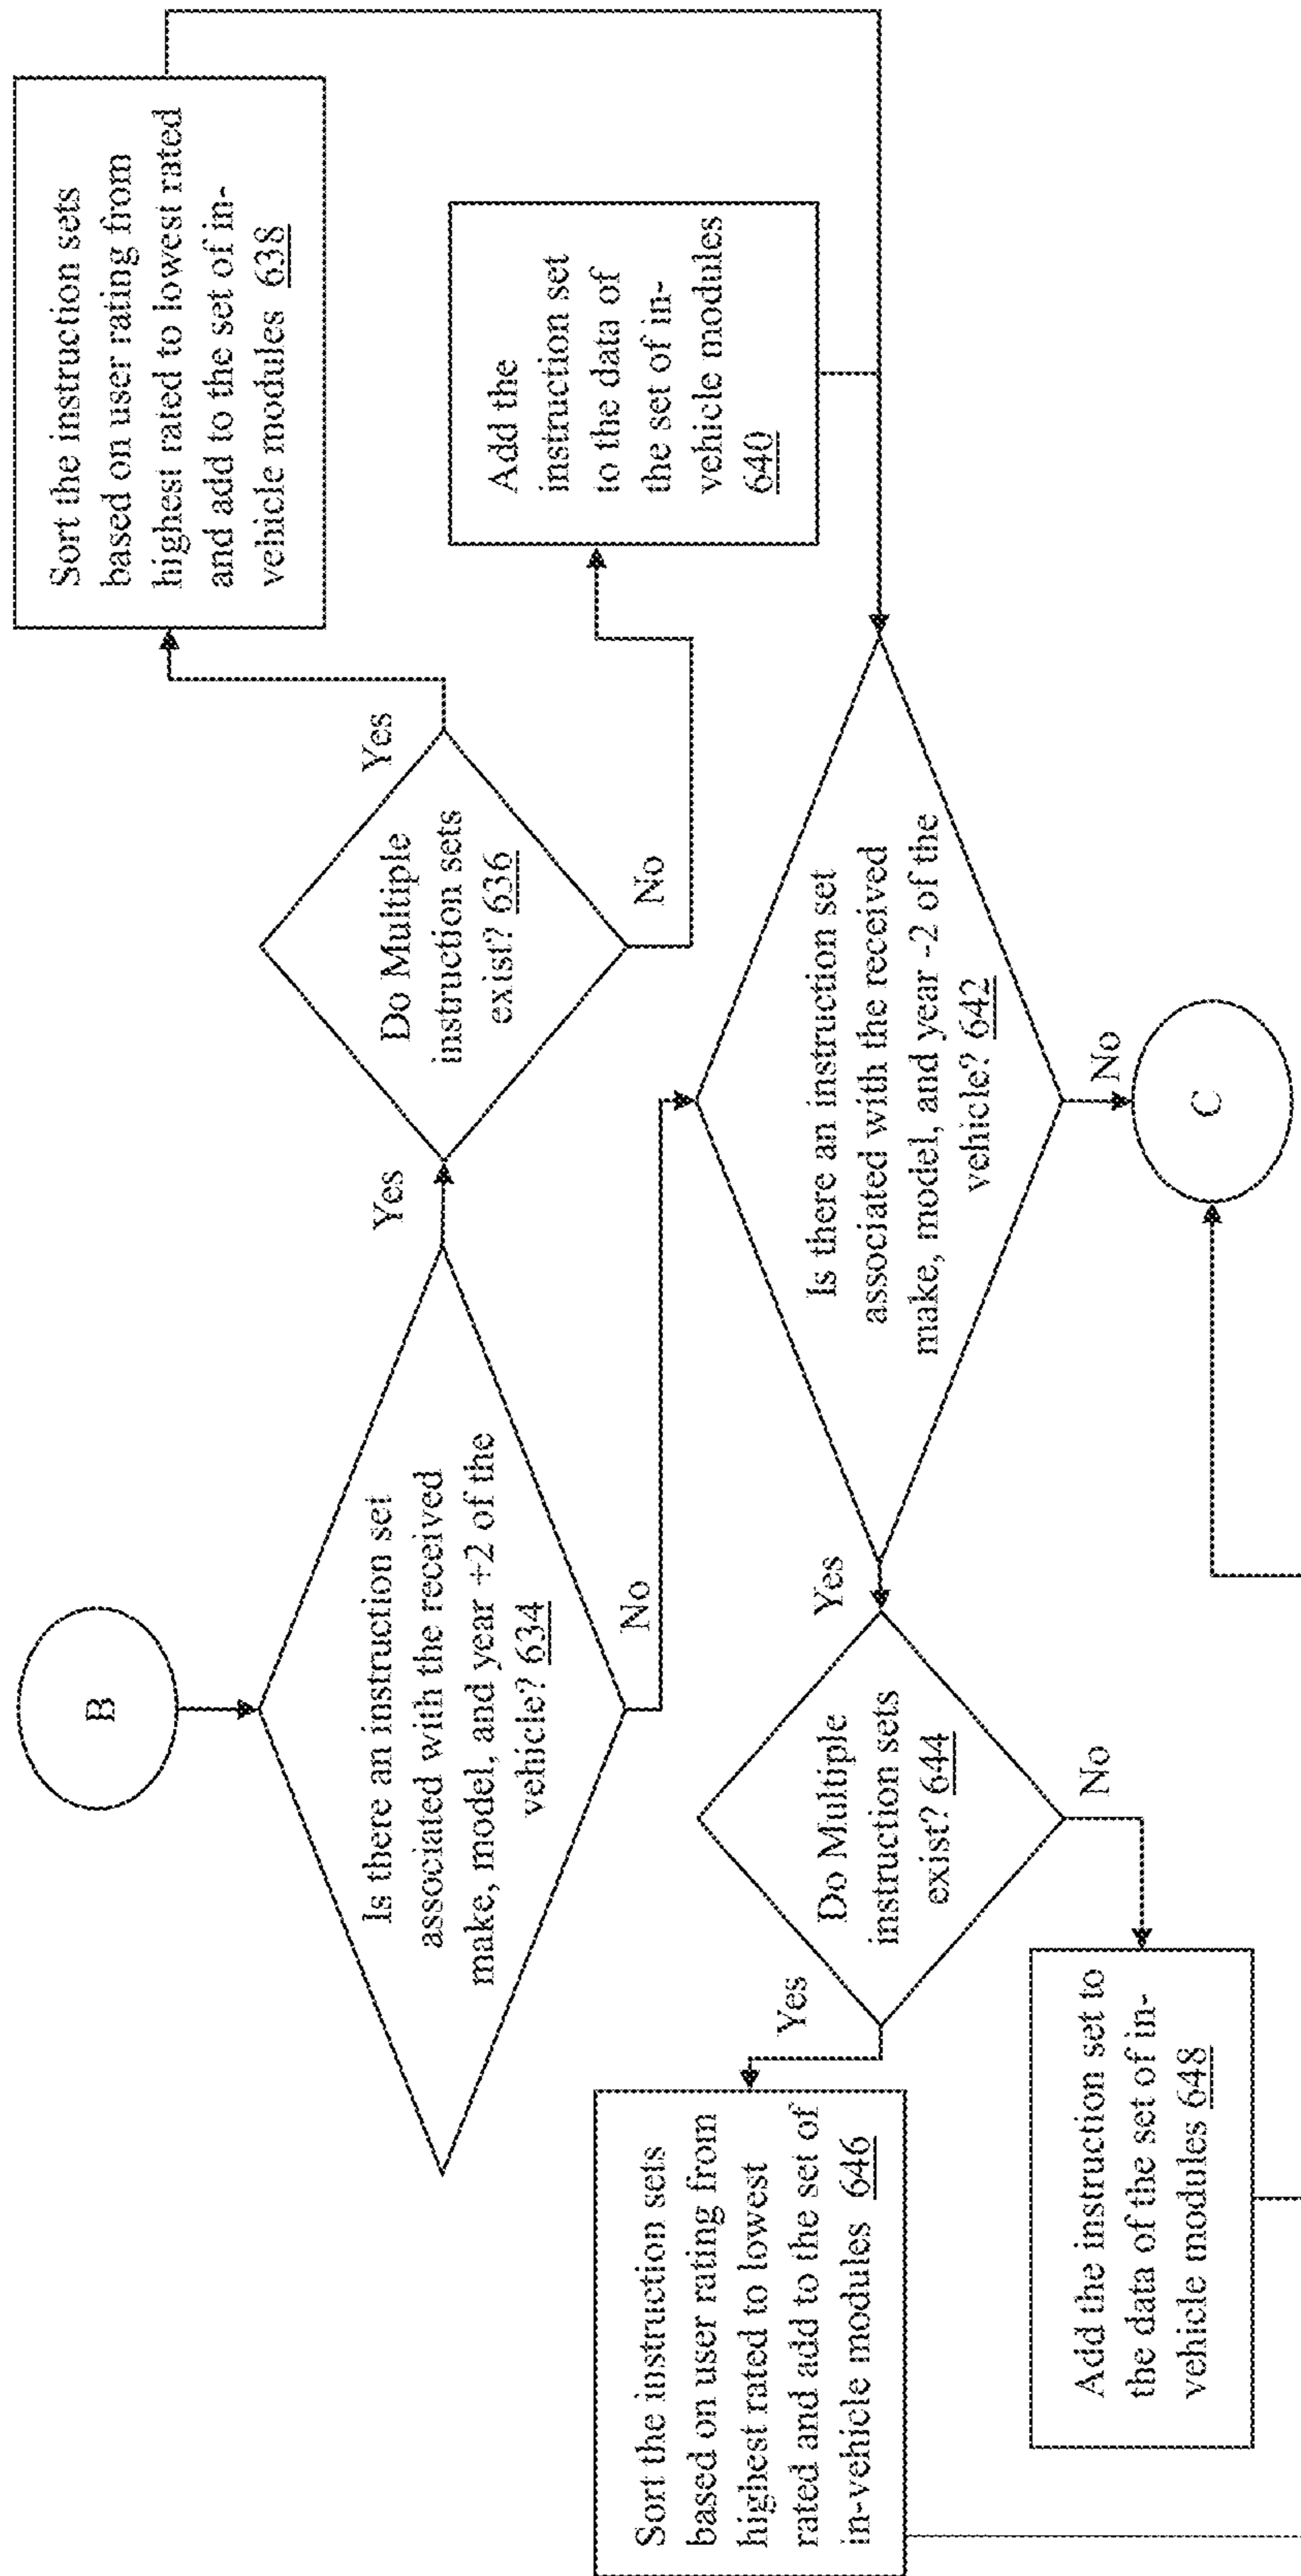 B
Is there an instruction set
associated with the received
make, model, and year +2 of the
vehicle? 634
Yes
No
Do Multiple
instruction sets
exist? 636
Yes
No
Sort the instruction sets
based on user rating from
highest rated to lowest rated
and add to the set of in-
vehicle modules 638
Add the
instruction set
to the data of
the set of in-
vehicle modules
640
Is there an instruction set
associated with the received
make, model, and year -2 of the
vehicle? 642
Yes
No
Do Multiple
instruction sets
exist? 644
Yes
No
Sort the instruction sets
based on user rating from
highest rated to lowest
rated and add to the set of
in-vehicle modules 646
Add the instruction set to
the data of the set of in-
vehicle modules 648
C